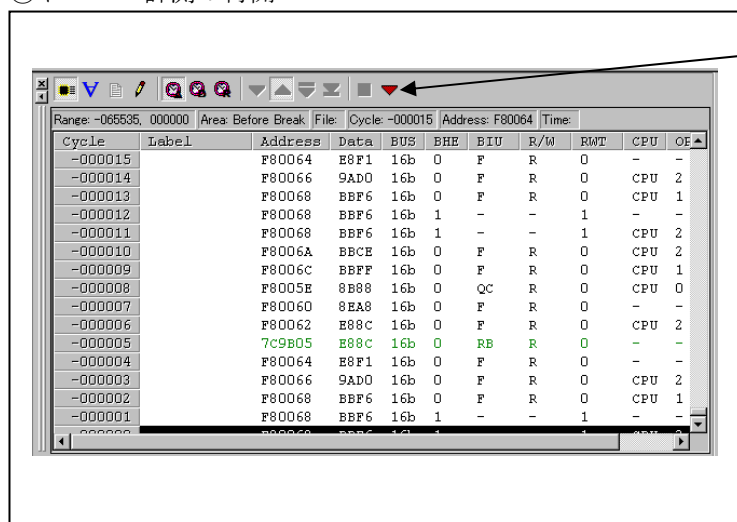 Range: -065535, 000000 Area: Before Break File: Cycle: -000015 Address: F80064 Time:
Cycle Label Address Data BUS BHE BIU R/W RWT CPU
-000015 F80064 E8F1 16b 0 F R 0 - -
-000014 F80066 9AD0 16b 0 F R 0 CPU 2
-000013 F80068 BBF6 16b 0 F R 0 CPU 1
-000012 F80068 BBF6 16b 1 - - 1 - -
-000011 F80068 BBF6 16b 1 - - 1 CPU 2
-000010 F8006A BBCE 16b 0 F R 0 CPU 2
-000009 F8006C BBFF 16b 0 F R 0 CPU 1
-000008 F8005E 8B88 16b 0 QC R 0 CPU 0
-000007 F80060 8EA8 16b 0 F R 0 - -
-000006 F80062 E88C 16b 0 F R 0 CPU 2
-000005 7C9B05 E88C 16b 0 RB R 0 - -
-000004 F80064 E8F1 16b 0 F R 0 - -
-000003 F80066 9AD0 16b 0 F R 0 CPU 2
-000002 F80068 BBF6 16b 0 F R 0 CPU 1
-000001 F80068 BBF6 16b 1 - - 1 - -